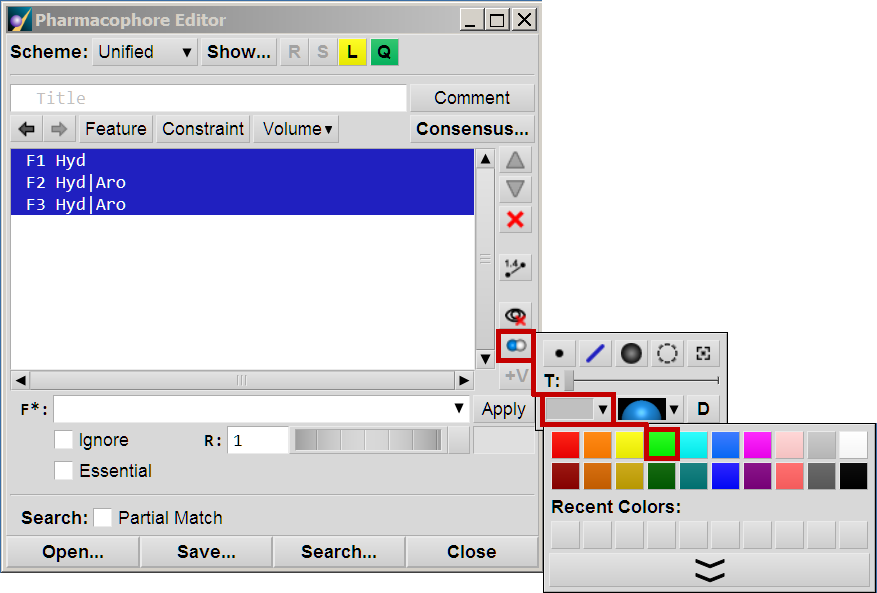 Pharmacophore Editor
Scheme: Unified ▼ Show... R S L Q
Title Comment
Feature Constraint Volume▾ Consensus...
F1 Hyd
F2 Hyd|Aro
F3 Hyd|Aro
1.4
+V
T:
F*: Apply
D
Ignore R: 1
Essential
Recent Colors:
Search: Partial Match
Open... Save... Search... Close